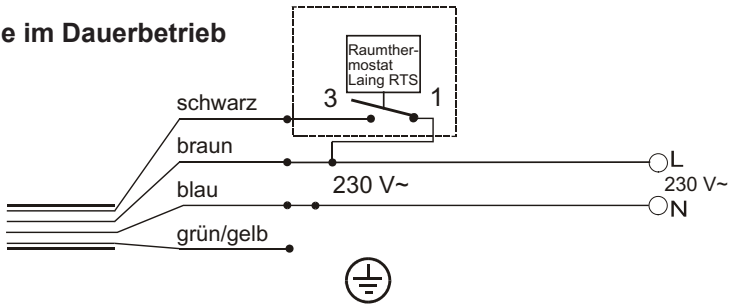 e im Dauerbetrieb
Raumther-
mostat
Laing RTS
3
1
schwarz
braun
L
230 V~
230 V~
blau
N
grün/gelb